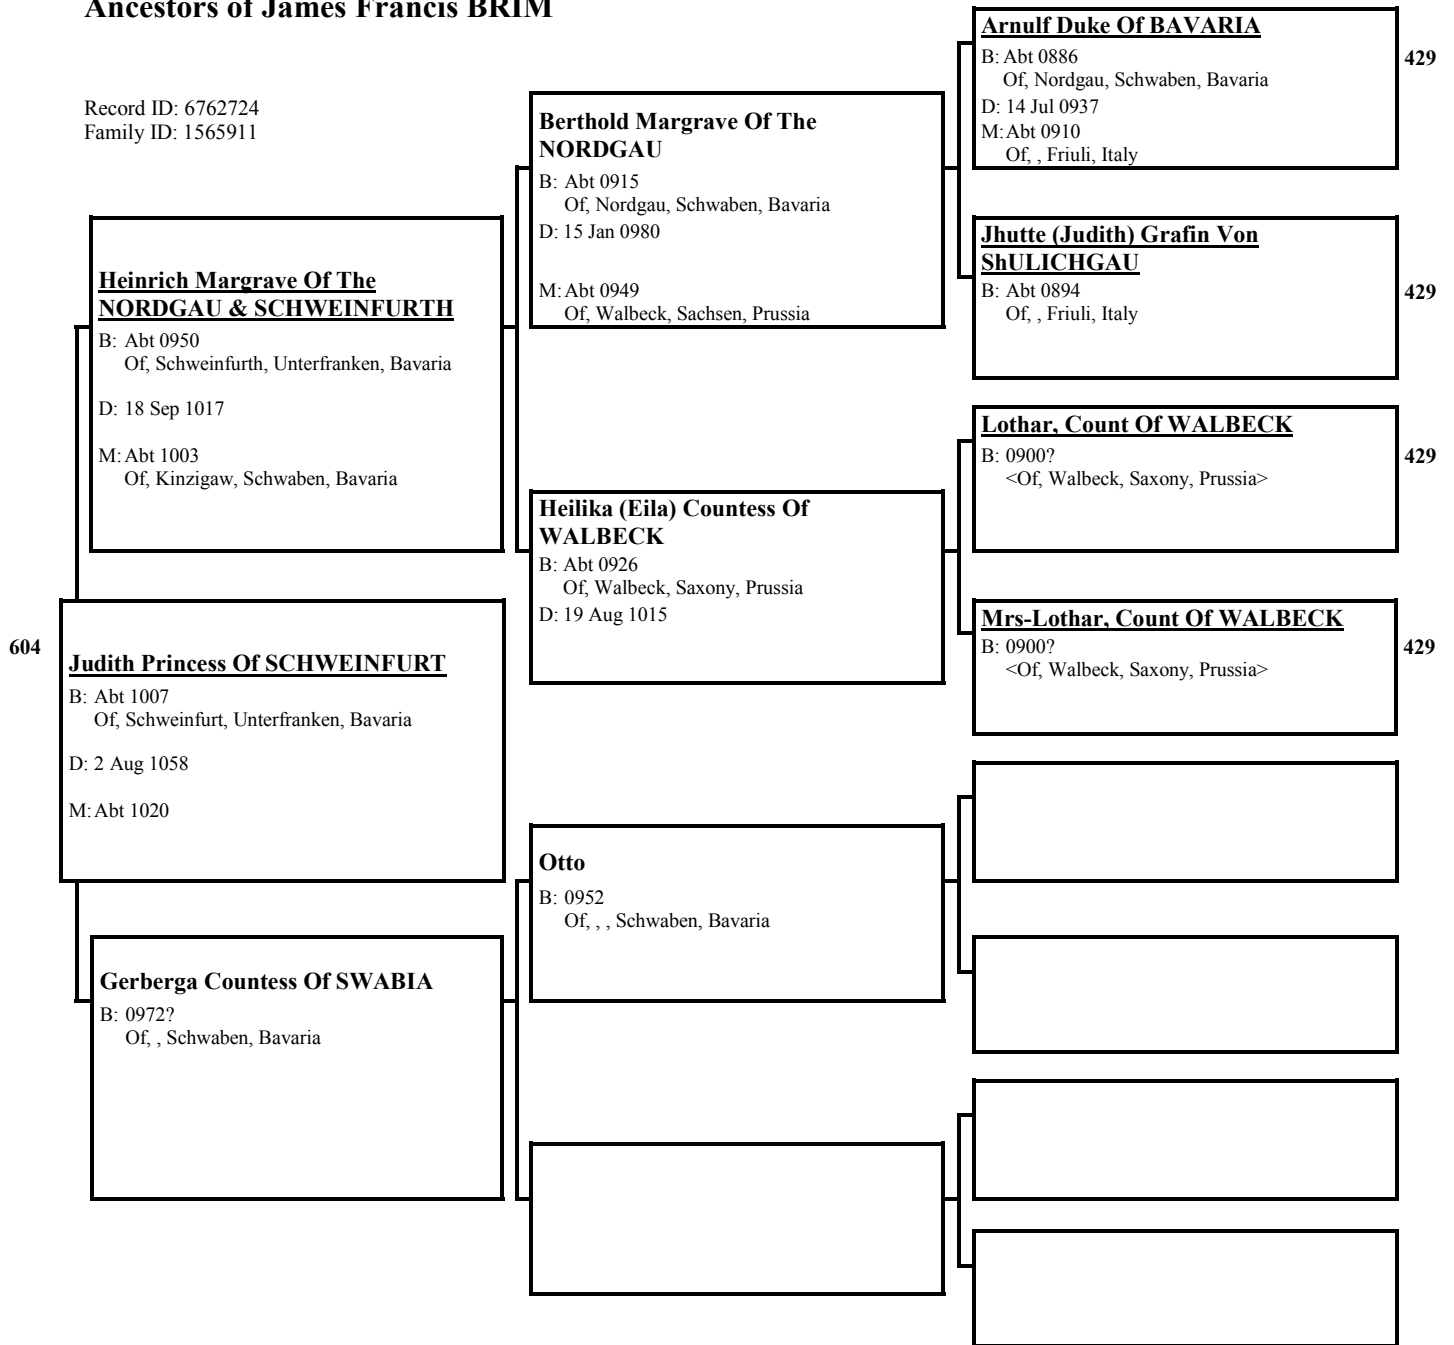 Ancestors of James Francis BRIM
Record ID: 6762724
Family ID: 1565911
604
Judith Princess Of SCHWEINFURT
B: Abt 1007
Of, Schweinfurt, Unterfranken, Bavaria
D: 2 Aug 1058
M: Abt 1020
Heinrich Margrave Of The
NORDGAU & SCHWEINFURTH
B: Abt 0950
Of, Schweinfurth, Unterfranken, Bavaria
D: 18 Sep 1017
M: Abt 1003
Of, Kinzigaw, Schwaben, Bavaria
Gerberga Countess Of SWABIA
B: 0972?
Of, , Schwaben, Bavaria
Berthold Margrave Of The
NORDGAU
B: Abt 0915
Of, Nordgau, Schwaben, Bavaria
D: 15 Jan 0980
M: Abt 0949
Of, Walbeck, Sachsen, Prussia
Heilika (Eila) Countess Of
WALBECK
B: Abt 0926
Of, Walbeck, Saxony, Prussia
D: 19 Aug 1015
Otto
B: 0952
Of, , , Schwaben, Bavaria
Arnulf Duke Of BAVARIA
B: Abt 0886
Of, Nordgau, Schwaben, Bavaria
D: 14 Jul 0937
M: Abt 0910
Of, , Friuli, Italy
429
Jhutte (Judith) Grafin Von
ShULICHGAU
B: Abt 0894
Of, , Friuli, Italy
429
Lothar, Count Of WALBECK
B: 0900?
<Of, Walbeck, Saxony, Prussia>
429
Mrs-Lothar, Count Of WALBECK
B: 0900?
<Of, Walbeck, Saxony, Prussia>
429